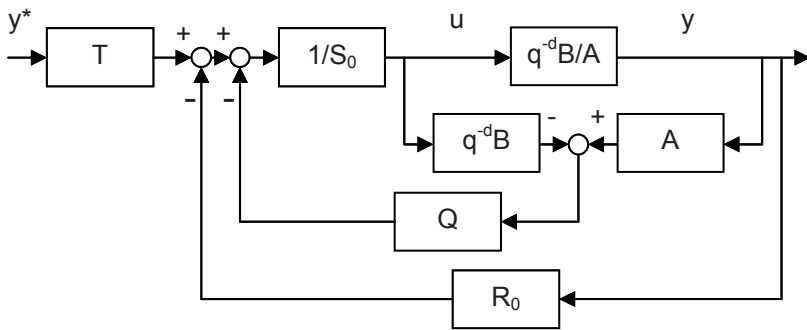 y*
u
y
T
+
+
-
-
1/S₀
q⁻ᵈB/A
q⁻ᵈB
-
+
A
Q
R₀